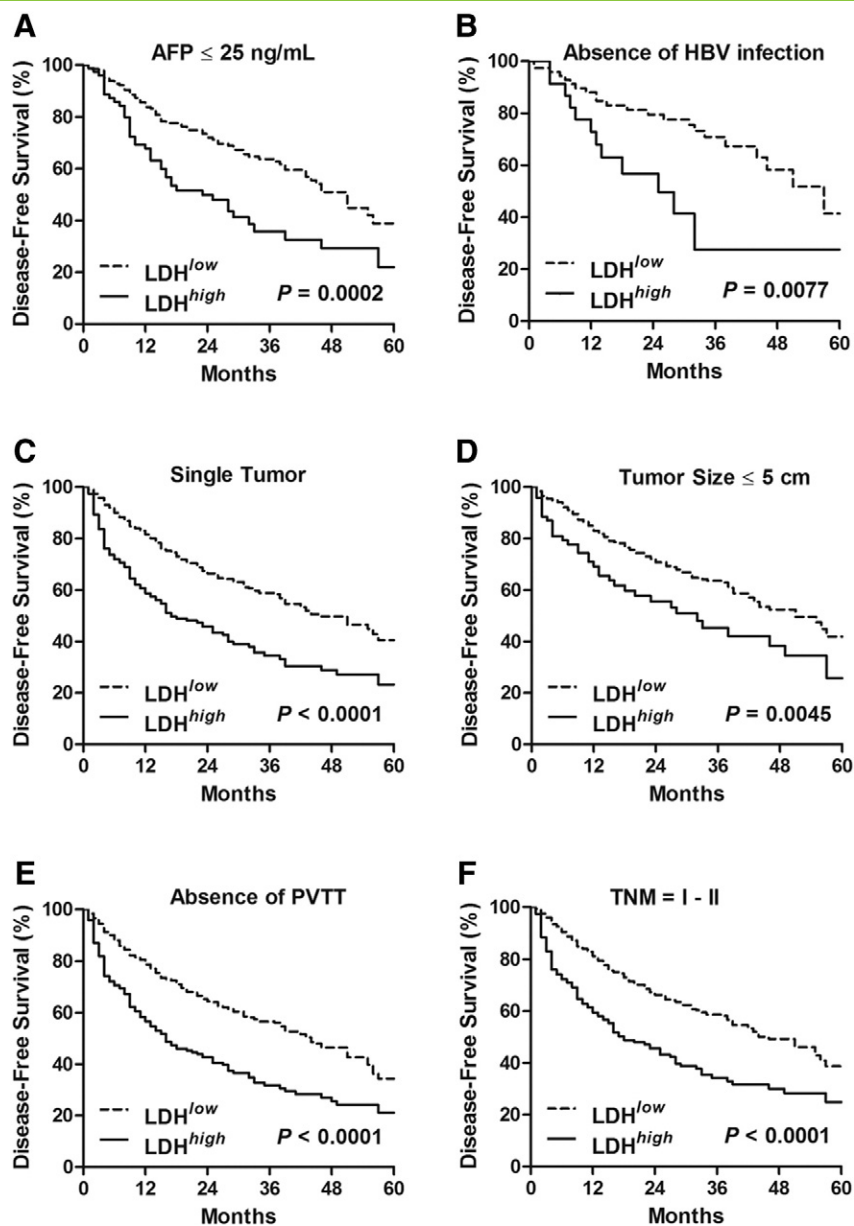 A
AFP ≤ 25 ng/mL
Disease-Free Survival (%)
100
80
60
40
20
0
LDHlow
LDHhigh
P = 0.0002
0 12 24 36 48 60
Months
B
Absence of HBV infection
Disease-Free Survival (%)
100
80
60
40
20
0
LDHlow
LDHhigh
P = 0.0077
0 12 24 36 48 60
Months
C
Single Tumor
Disease-Free Survival (%)
100
80
60
40
20
0
LDHlow
LDHhigh
P < 0.0001
0 12 24 36 48 60
Months
D
Tumor Size ≤ 5 cm
Disease-Free Survival (%)
100
80
60
40
20
0
LDHlow
LDHhigh
P = 0.0045
0 12 24 36 48 60
Months
E
Absence of PVTT
Disease-Free Survival (%)
100
80
60
40
20
0
LDHlow
LDHhigh
P < 0.0001
0 12 24 36 48 60
Months
F
TNM = I - II
Disease-Free Survival (%)
100
80
60
40
20
0
LDHlow
LDHhigh
P < 0.0001
0 12 24 36 48 60
Months